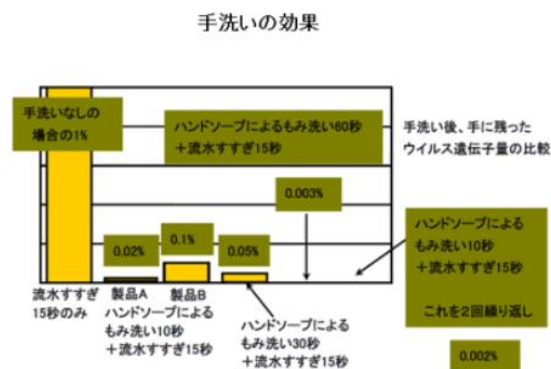 手洗いの効果
手洗いなしの
場合の1%
ハンドソープによるもみ洗い60秒
＋流水すすぎ15秒
手洗い後、手に残った
ウイルス遺伝子量の比較
0.003%
ハンドソープによる
もみ洗い10秒
＋流水すすぎ15秒
これを2回繰り返し
0.02%
0.1%
0.05%
流水すすぎ
15秒のみ
製品A
製品B
ハンドソープによる
もみ洗い10秒
＋流水すすぎ15秒
ハンドソープによる
もみ洗い30秒
＋流水すすぎ15秒
0.002%